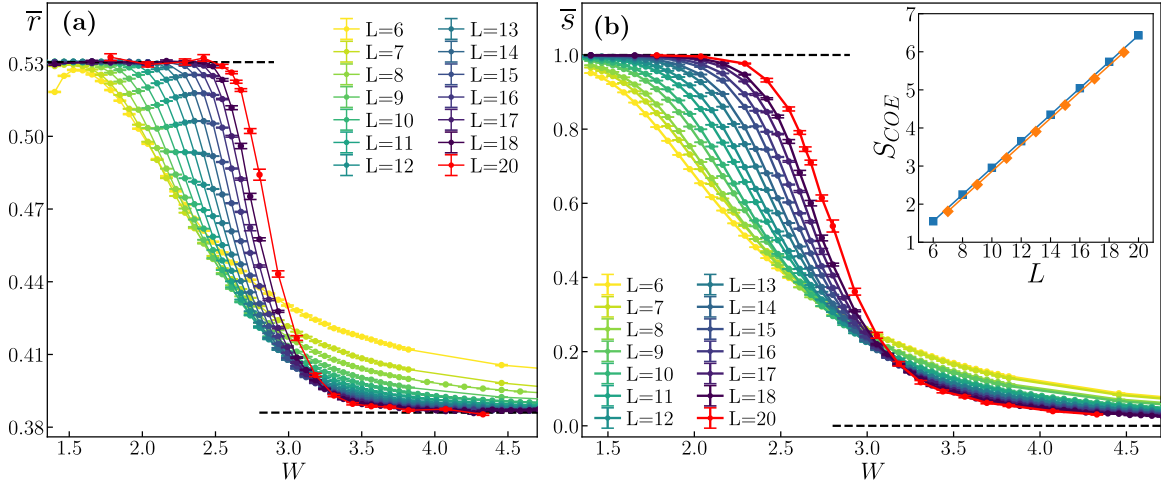 r̅ (a)
L=6 L=13
L=7 L=14
L=8 L=15
L=9 L=16
L=10 L=17
L=11 L=18
L=12 L=20
0.53
0.50
0.47
0.44
0.41
0.38
1.5 2.0 2.5 3.0 3.5 4.0 4.5
W
s̅ (b)
1.0
0.8
0.6
0.4
0.2
0.0
L=6 L=13
L=7 L=14
L=8 L=15
L=9 L=16
L=10 L=17
L=11 L=18
L=12 L=20
1.5 2.0 2.5 3.0 3.5 4.0 4.5
W
S_COE
7
6
5
4
3
2
1
6 8 10 12 14 16 18 20
L